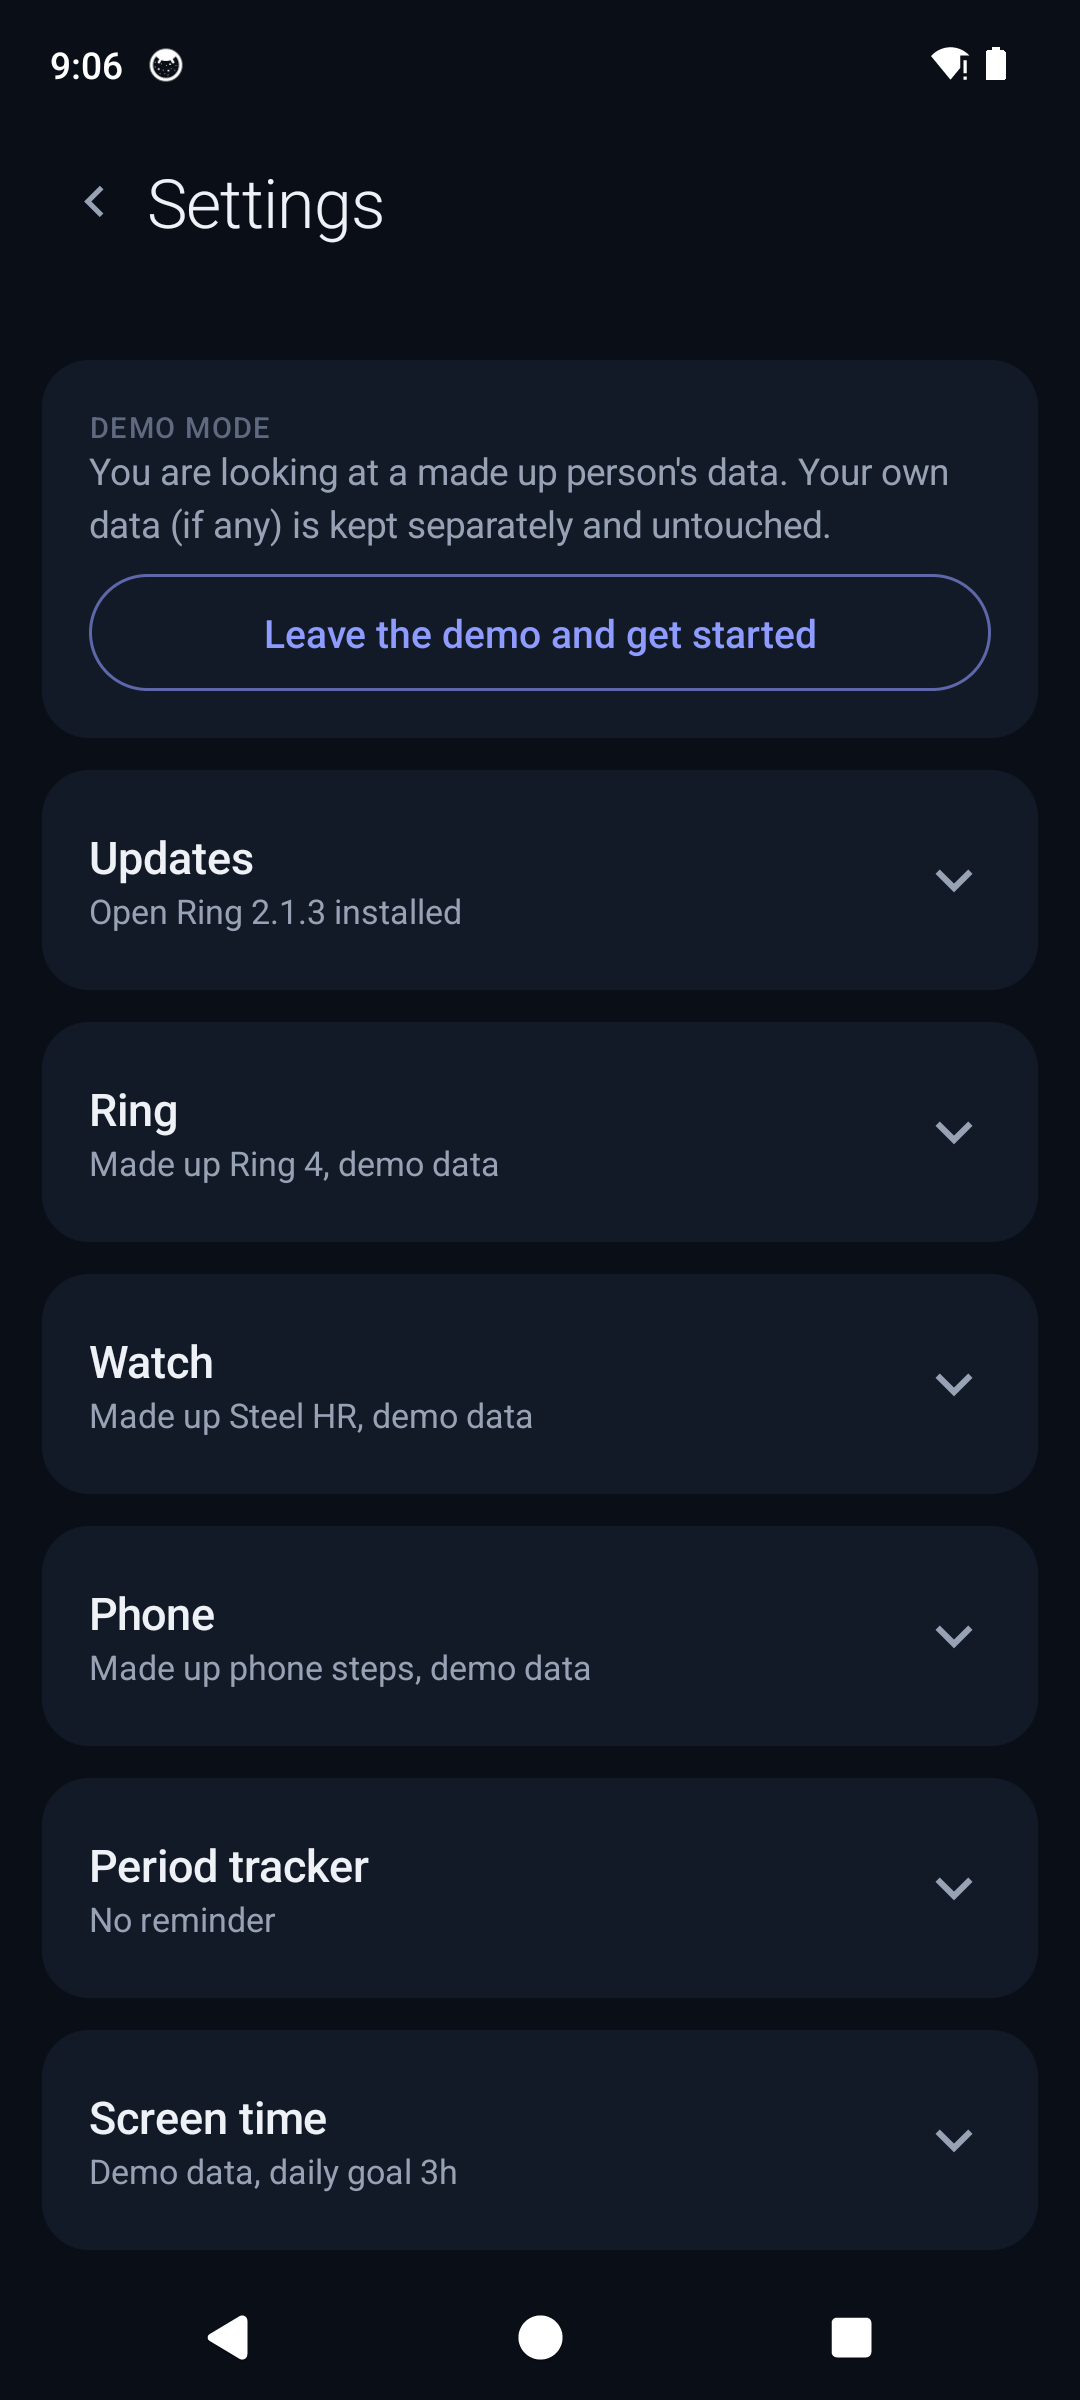 9:06
Settings
DEMO MODE
You are looking at a made up person's data. Your own
data (if any) is kept separately and untouched.
Leave the demo and get started
Updates
Open Ring 2.1.3 installed
Ring
Made up Ring 4, demo data
Watch
Made up Steel HR, demo data
Phone
Made up phone steps, demo data
Period tracker
No reminder
Screen time
Demo data, daily goal 3h